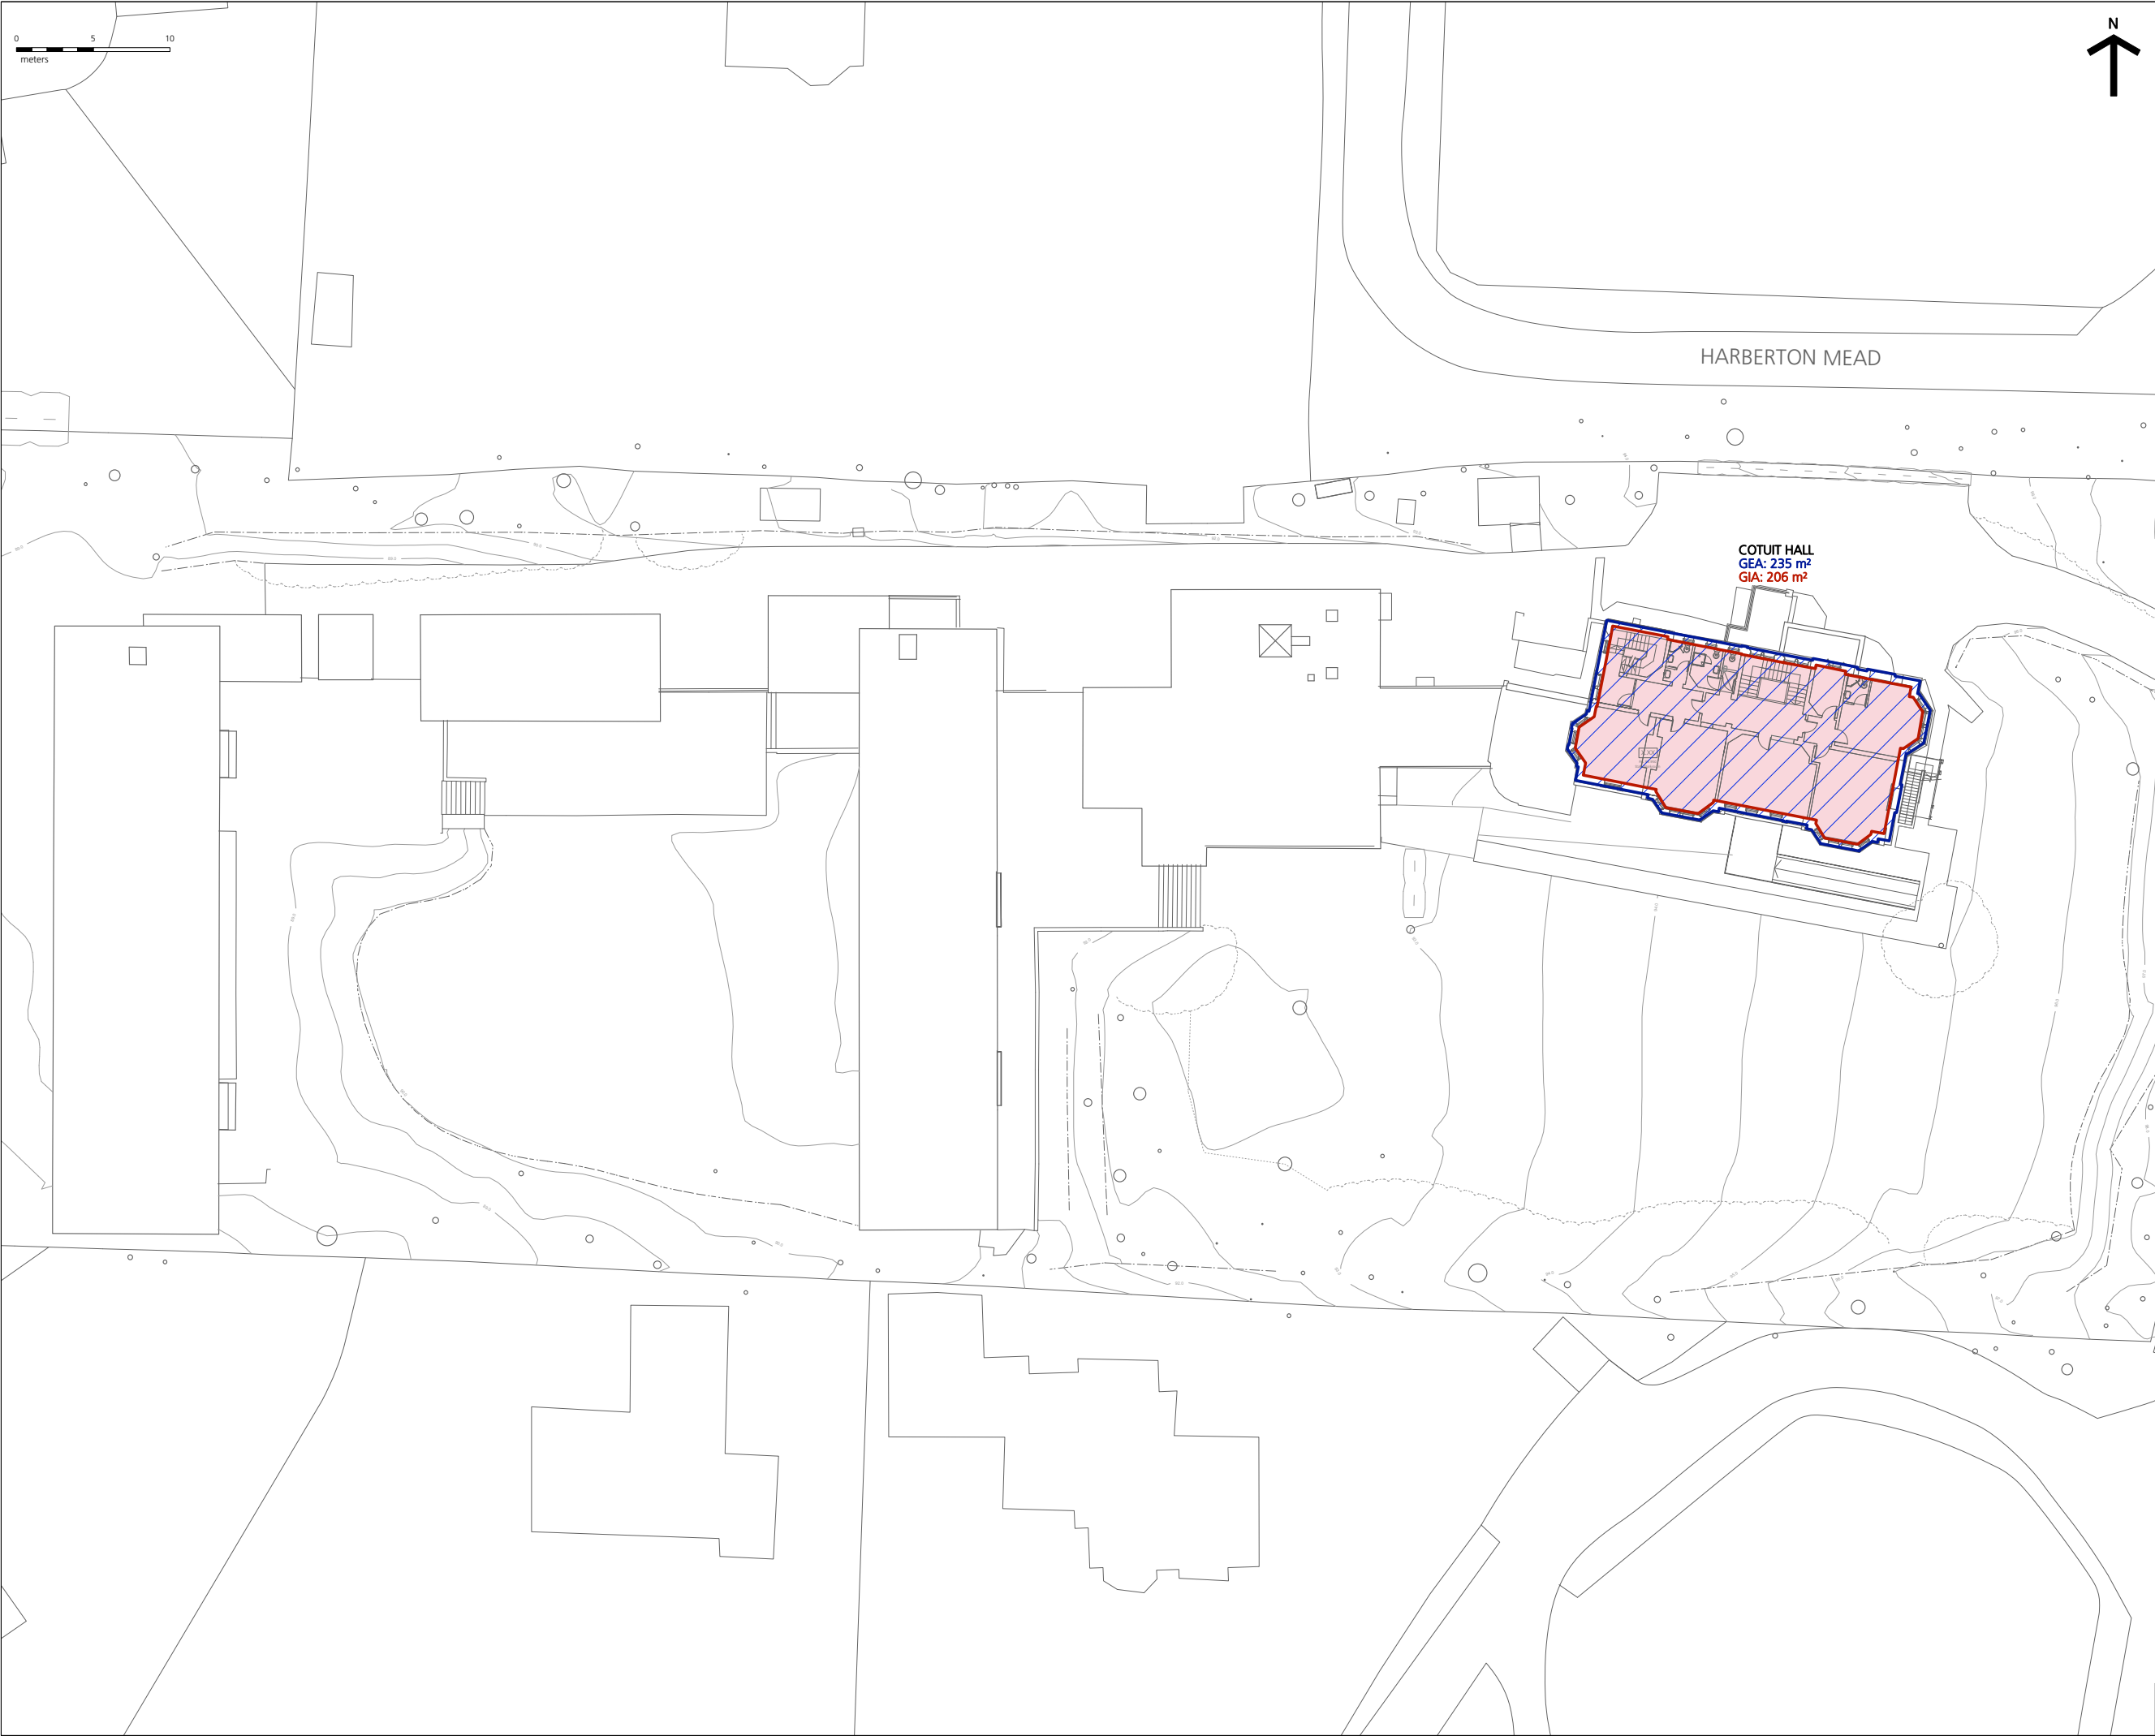 0 5 10
meters
N
HARBERTON MEAD
COTUIT HALL
GEA: 235 m²
GIA: 206 m²